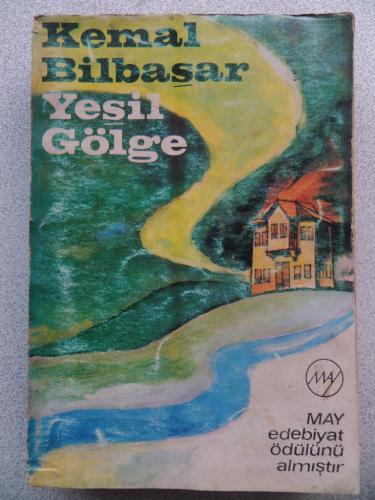 Kemal
Bilbaşar
Yeşil
Gölge
MAY
MAY
edebiyat
ödülünü
almıştır